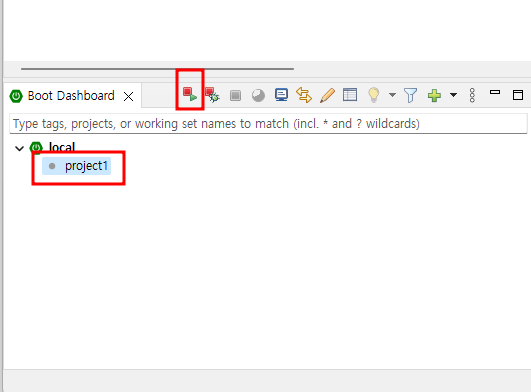 Boot Dashboard
Type tags, projects, or working set names to match (incl. * and ? wildcards)
local
project1